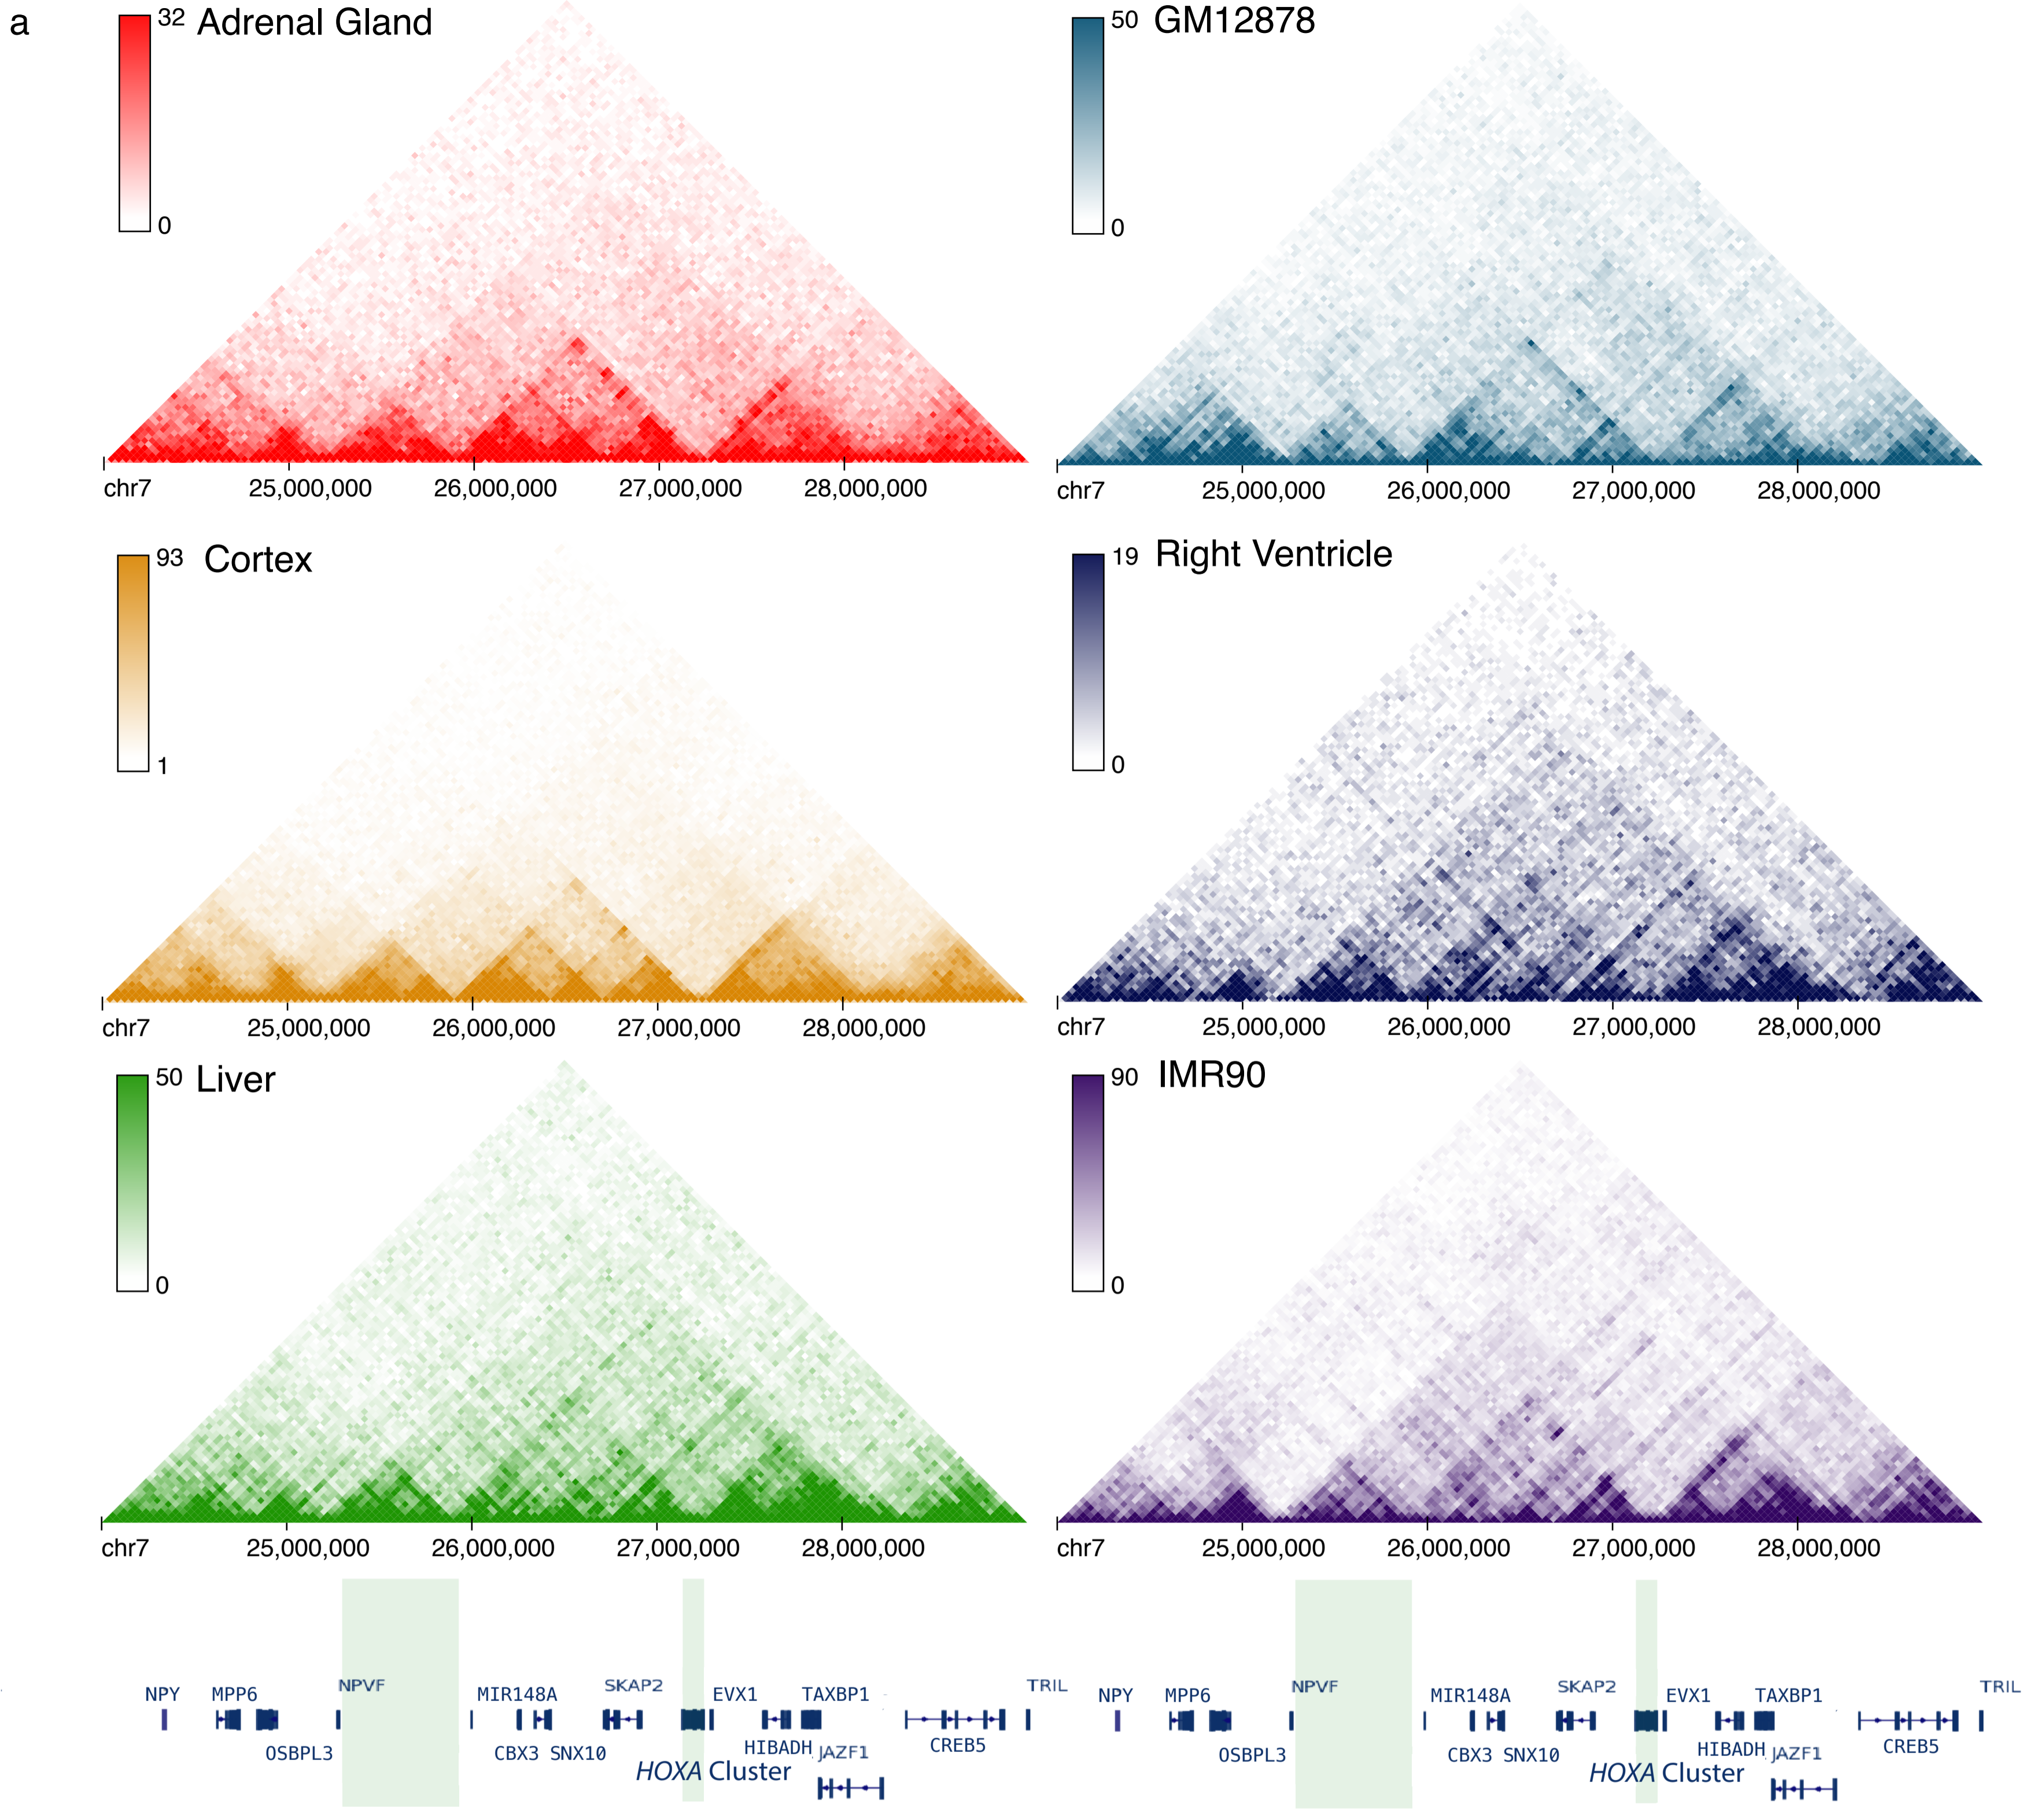 a
32
Adrenal Gland
0
chr7
25,000,000
26,000,000
27,000,000
28,000,000
50
GM12878
0
chr7
25,000,000
26,000,000
27,000,000
28,000,000
93
Cortex
1
chr7
25,000,000
26,000,000
27,000,000
28,000,000
19
Right Ventricle
0
chr7
25,000,000
26,000,000
27,000,000
28,000,000
50
Liver
0
chr7
25,000,000
26,000,000
27,000,000
28,000,000
90
IMR90
0
chr7
25,000,000
26,000,000
27,000,000
28,000,000
NPVF
SKAP2
TRIL
NPY
MPP6
MIR148A
EVX1
TAXBP1
OSBPL3
CBX3
SNX10
HIBADH
JAZF1
CREB5
HOXA Cluster
NPVF
SKAP2
TRIL
NPY
MPP6
MIR148A
EVX1
TAXBP1
OSBPL3
CBX3
SNX10
HIBADH
JAZF1
CREB5
HOXA Cluster